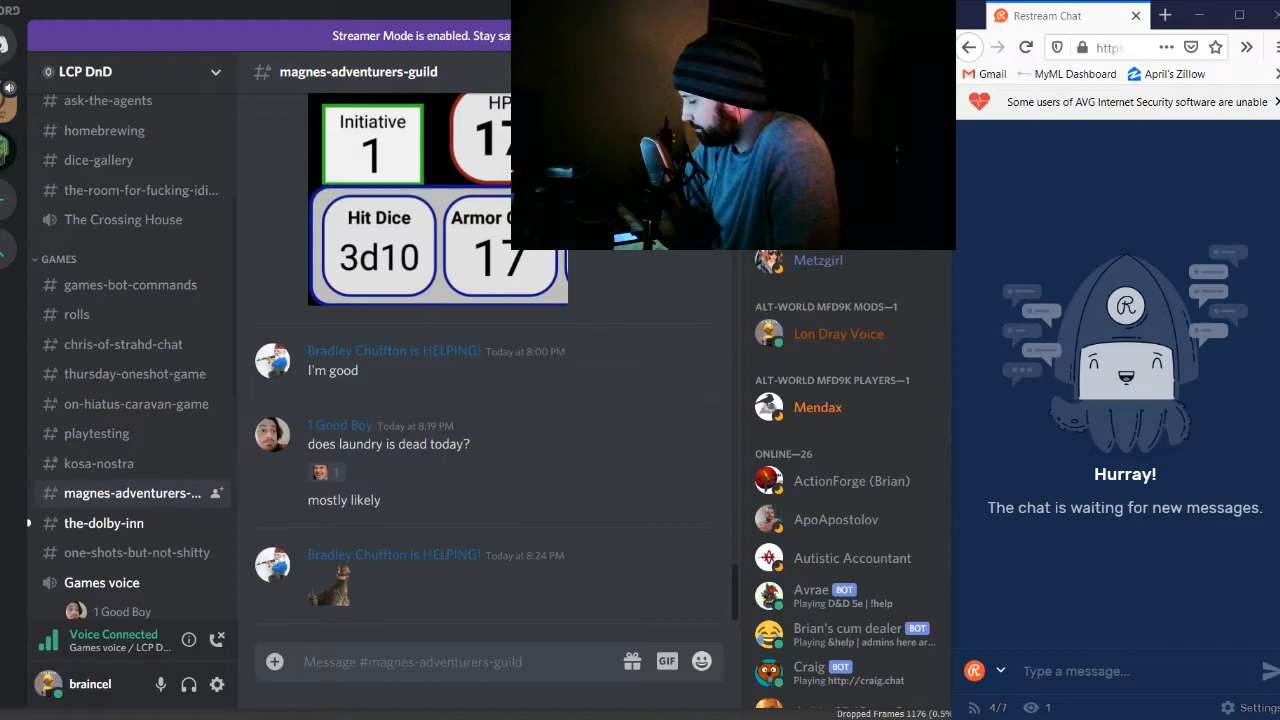 ORD
Streamer Mode is enabled. Stay sa
LCP DnD
ask-the-agents
homebrewing
dice-gallery
the-room-for-fucking-idi...
The Crossing House
GAMES
games-bot-commands
rolls
chris-og-strahd-chat
thursday-oneshot-game
on-hiatus-caravan-game
playtesting
kosa-nostra
magnes-adventurers-...
the-dolby-inn
one-shots-but-not-shitty
Games voice
1 Good Boy
Voice Connected
Games voice / LCP D...
braincel
magnes-adventurers-guild
Initiative
1
HP
17
Hit Dice
3d10
Armor C
17
Bradley Chuffton is HELPING! Today at 8:00 PM
I'm good
1 Good Boy Today at 8:19 PM
does laundry is dead today?
1
mostly likely
Bradley Chuffton is HELPING! Today at 8:24 PM
Message #magnes-adventurers-guild
GIF
Metzgirl
ALT-WORLD MFD9K MODS—1
Lon Dray Voice
ALT-WORLD MFD9K PLAYERS—1
Mendax
ONLINE—26
ActionForge (Brian)
ApoApostolov
Autistic Accountant
Avrae BOT
Playing D&D 5e | !help
Brian's cum dealer BOT
Playing &help | admins here ar...
Craig BOT
Playing http://craig.chat
Dropped Frames 1176 (0.5%
Restream Chat
https
Gmail
MyML Dashboard
April's Zillow
Some users of AVG Internet Security software are unable
R
Hurray!
The chat is waiting for new messages.
Type a message...
4/7
1
Settings